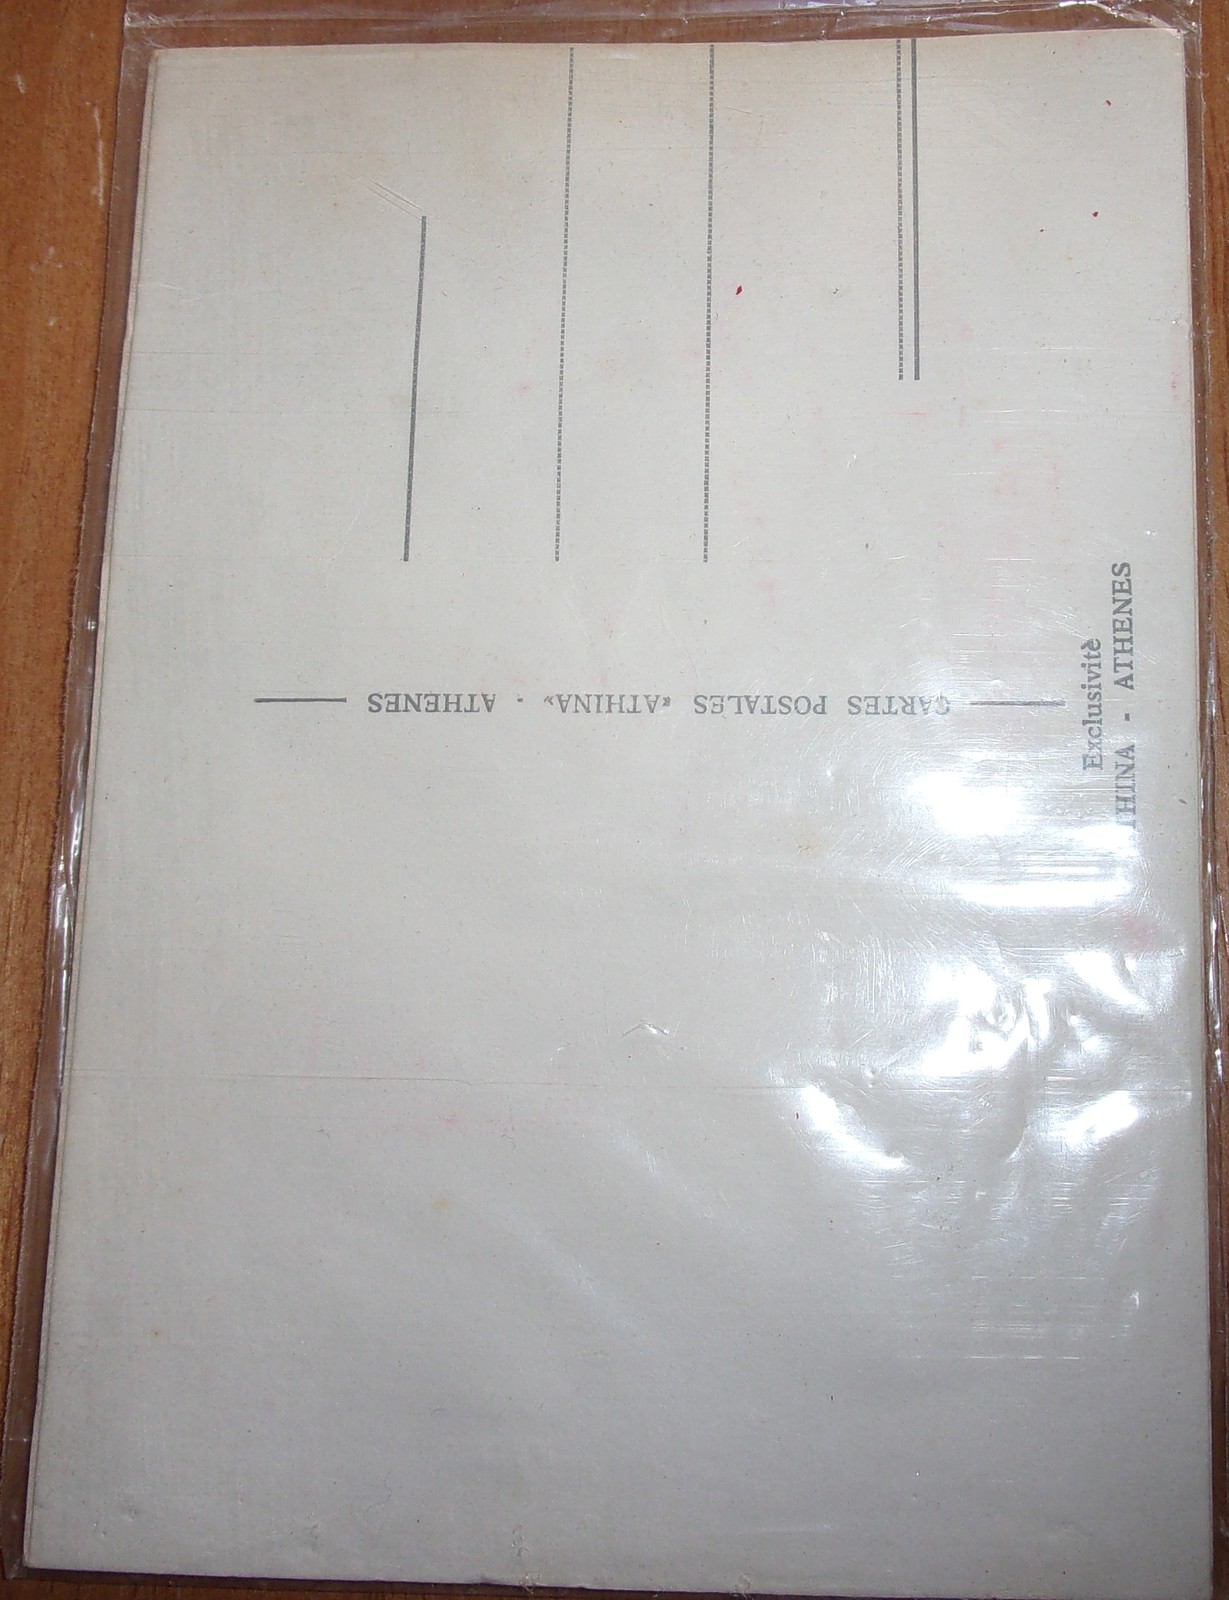 CARTES POSTALES «ATHINA» . ATHENES
Exclusivitè
- ATHENES